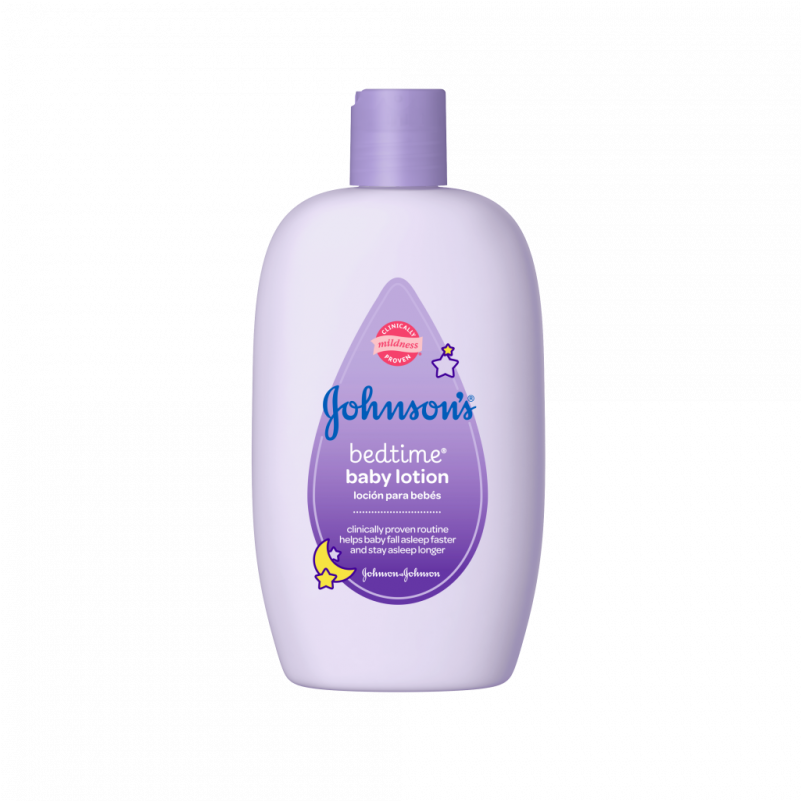 CLINICALLY
mildness
PROVEN
Johnson's®
bedtime®
baby lotion
loción para bebés
clinically proven routine
helps baby fall asleep faster
and stay asleep longer
Johnson & Johnson